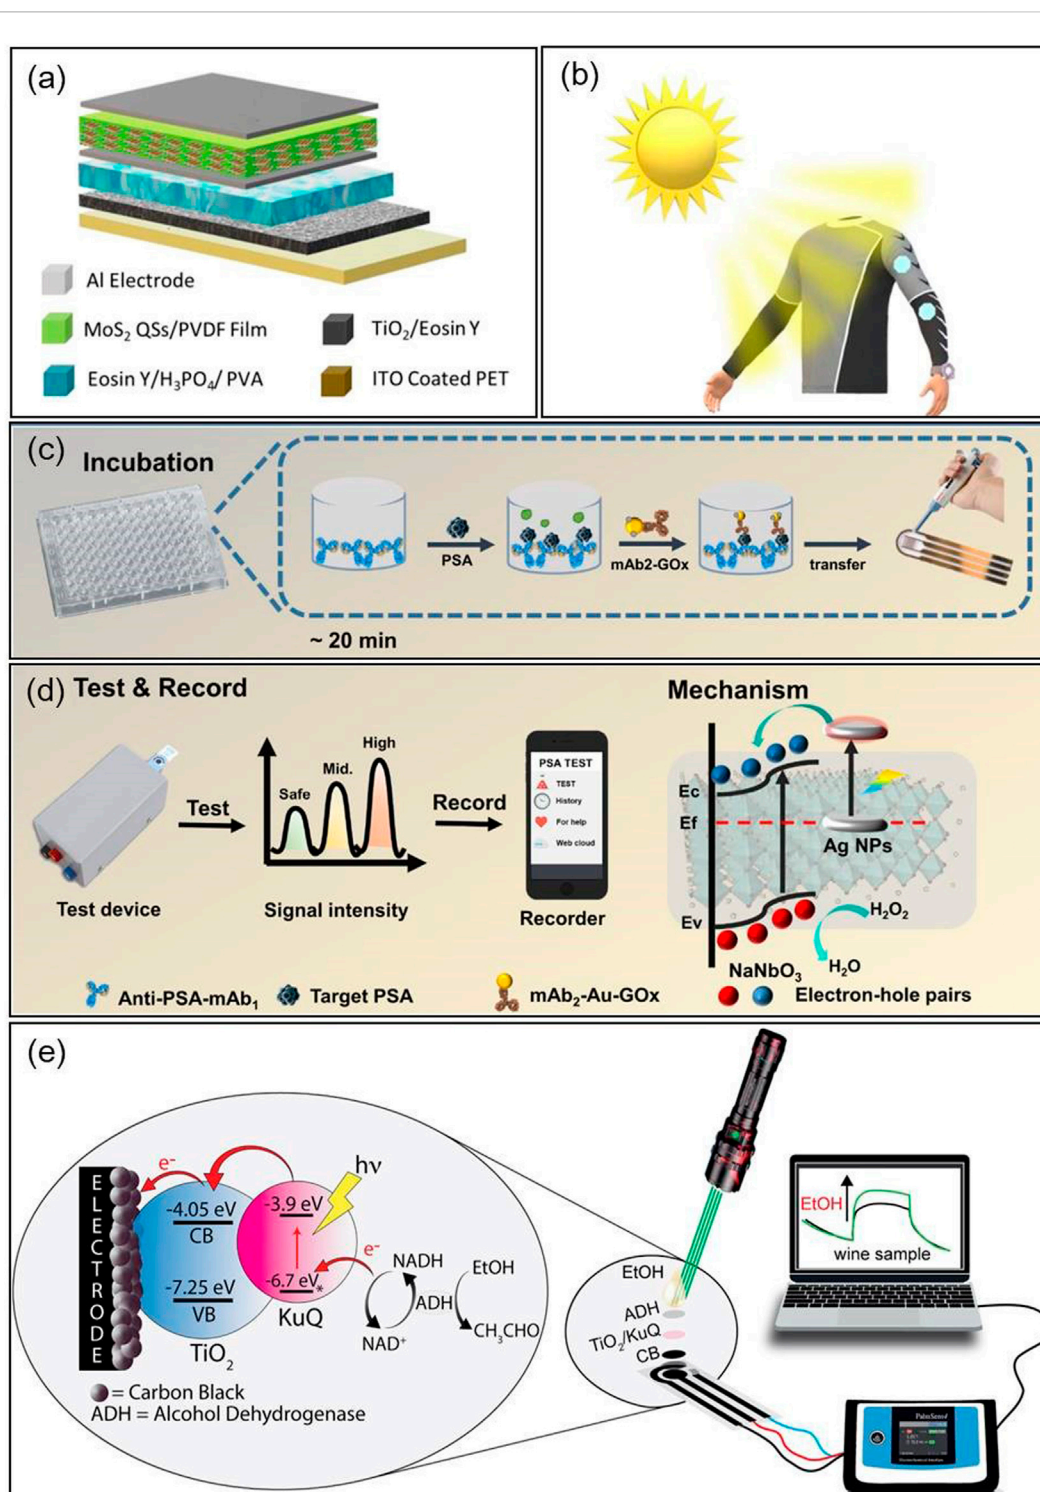 (a)
Al Electrode
MoS₂ QSs/PVDF Film
TiO₂/Eosin Y
Eosin Y/H₃PO₄/ PVA
ITO Coated PET
(b)
(c)
Incubation
PSA
mAb2-GOx
transfer
~ 20 min
(d) Test & Record
Mechanism
Test device
Test
Safe
Mid.
High
Signal intensity
Record
PSA TEST
TEST
History
For help
Web cloud
Recorder
Ec
Ef
Ag NPs
Ev
H₂O₂
NaNbO₃
H₂O
Anti-PSA-mAb₁
Target PSA
mAb₂-Au-GOx
Electron-hole pairs
(e)
ELECTRODE
e⁻
hν
-4.05 eV
CB
-3.9 eV
-7.25 eV
VB
-6.7 eV*
e⁻
KuQ
TiO₂
NADH
EtOH
ADH
NAD⁺
CH₃CHO
= Carbon Black
ADH = Alcohol Dehydrogenase
EtOH
ADH
TiO₂/KuQ
CB
EtOH
wine sample
PalmSens4